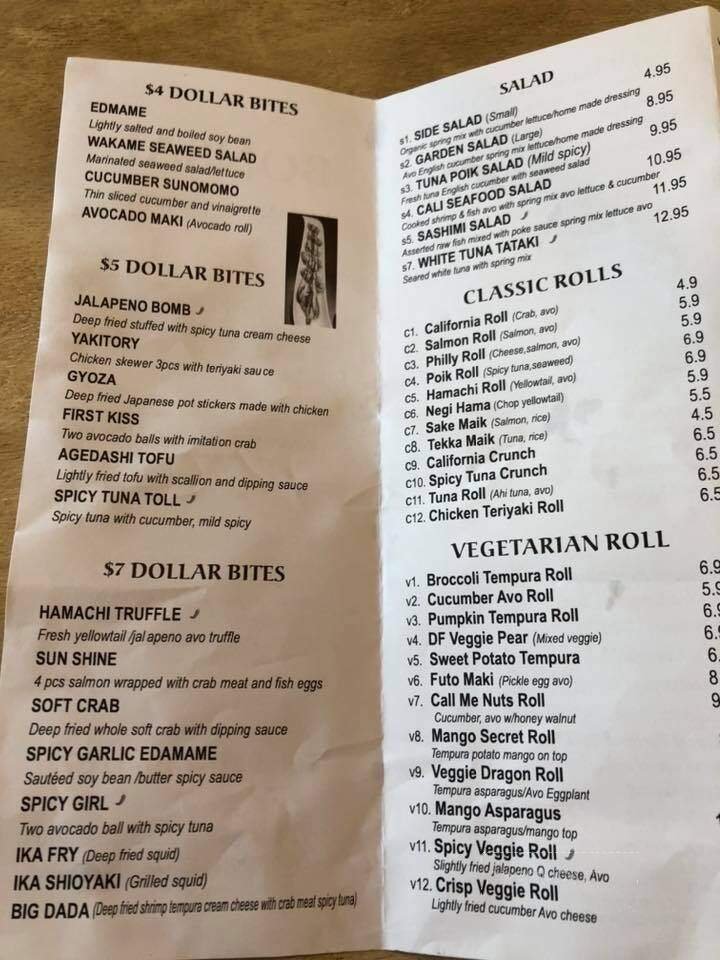 $4 DOLLAR BITES
EDMAME
Lightly salted and boiled soy bean
WAKAME SEAWEED SALAD
Marinated seaweed salad/lettuce
CUCUMBER SUNOMOMO
Thin sliced cucumber and vinaigrette
AVOCADO MAKI (Avocado roll)
$5 DOLLAR BITES
JALAPENO BOMB
Deep fried stuffed with spicy tuna cream cheese
YAKITORY
Chicken skewer 3pcs with teriyaki sauce
GYOZA
Deep fried Japanese pot stickers made with chicken
FIRST KISS
Two avocado balls with imitation crab
AGEDASHI TOFU
Lightly fried tofu with scallion and dipping sauce
SPICY TUNA TOLL
Spicy tuna with cucumber, mild spicy
$7 DOLLAR BITES
HAMACHI TRUFFLE
Fresh yellowtail /jalapeno avo truffle
SUN SHINE
4 pcs salmon wrapped with crab meat and fish eggs
SOFT CRAB
Deep fried whole soft crab with dipping sauce
SPICY GARLIC EDAMAME
Sautéed soy bean /butter spicy sauce
SPICY GIRL
Two avocado ball with spicy tuna
IKA FRY (Deep fried squid)
IKA SHIOYAKI (Grilled squid)
BIG DADA (Deep fried shrimp tempura cream cheese with crab meat spicy tuna)
SALAD
s1. SIDE SALAD (Small) 4.95
Organic spring mix with cucumber lettuce/home made dressing
s2. GARDEN SALAD (Large) 8.95
Avo English cucumber spring mix lettuce/home made dressing
s3. TUNA POIK SALAD (Mild spicy) 9.95
Fresh tuna English cucumber with seaweed salad
s4. CALI SEAFOOD SALAD 10.95
Cooked shrimp & fish avo with spring mix avo lettuce & cucumber
s5. SASHIMI SALAD 11.95
Asserted raw fish mixed with poke sauce spring mix lettuce avo
s7. WHITE TUNA TATAKI 12.95
Seared white tuna with spring mix
CLASSIC ROLLS
c1. California Roll (Crab, avo) 4.9
c2. Salmon Roll (Salmon, avo) 5.9
c3. Philly Roll (Cheese,salmon, avo) 5.9
c4. Poik Roll (Spicy tuna,seaweed) 6.9
c5. Hamachi Roll (Yellowtail, avo) 6.9
c6. Negi Hama (Chop yellowtail) 5.9
c7. Sake Maik (Salmon, rice) 5.5
c8. Tekka Maik (Tuna, rice) 4.5
c9. California Crunch 6.5
c10. Spicy Tuna Crunch 6.5
c11. Tuna Roll (Ahi tuna, avo) 6.5
c12. Chicken Teriyaki Roll 6.5
VEGETARIAN ROLL
v1. Broccoli Tempura Roll 6.9
v2. Cucumber Avo Roll 5.9
v3. Pumpkin Tempura Roll 6.
v4. DF Veggie Pear (Mixed veggie) 6.
v5. Sweet Potato Tempura 6.
v6. Futo Maki (Pickle egg avo) 8
v7. Call Me Nuts Roll 9
Cucumber, avo w/honey walnut
v8. Mango Secret Roll
Tempura potato mango on top
v9. Veggie Dragon Roll
Tempura asparagus/Avo Eggplant
v10. Mango Asparagus
Tempura asparagus/mango top
v11. Spicy Veggie Roll
Slightly fried jalapeno Q cheese, Avo
v12. Crisp Veggie Roll
Lightly fried cucumber Avo cheese